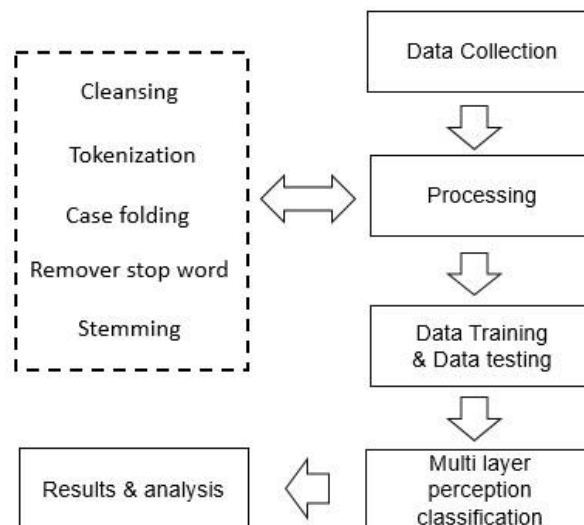 Data Collection
Cleansing
Tokenization
Case folding
Remover stop word
Stemming
Processing
Data Training
& Data testing
Multi layer
perception
classification
Results & analysis